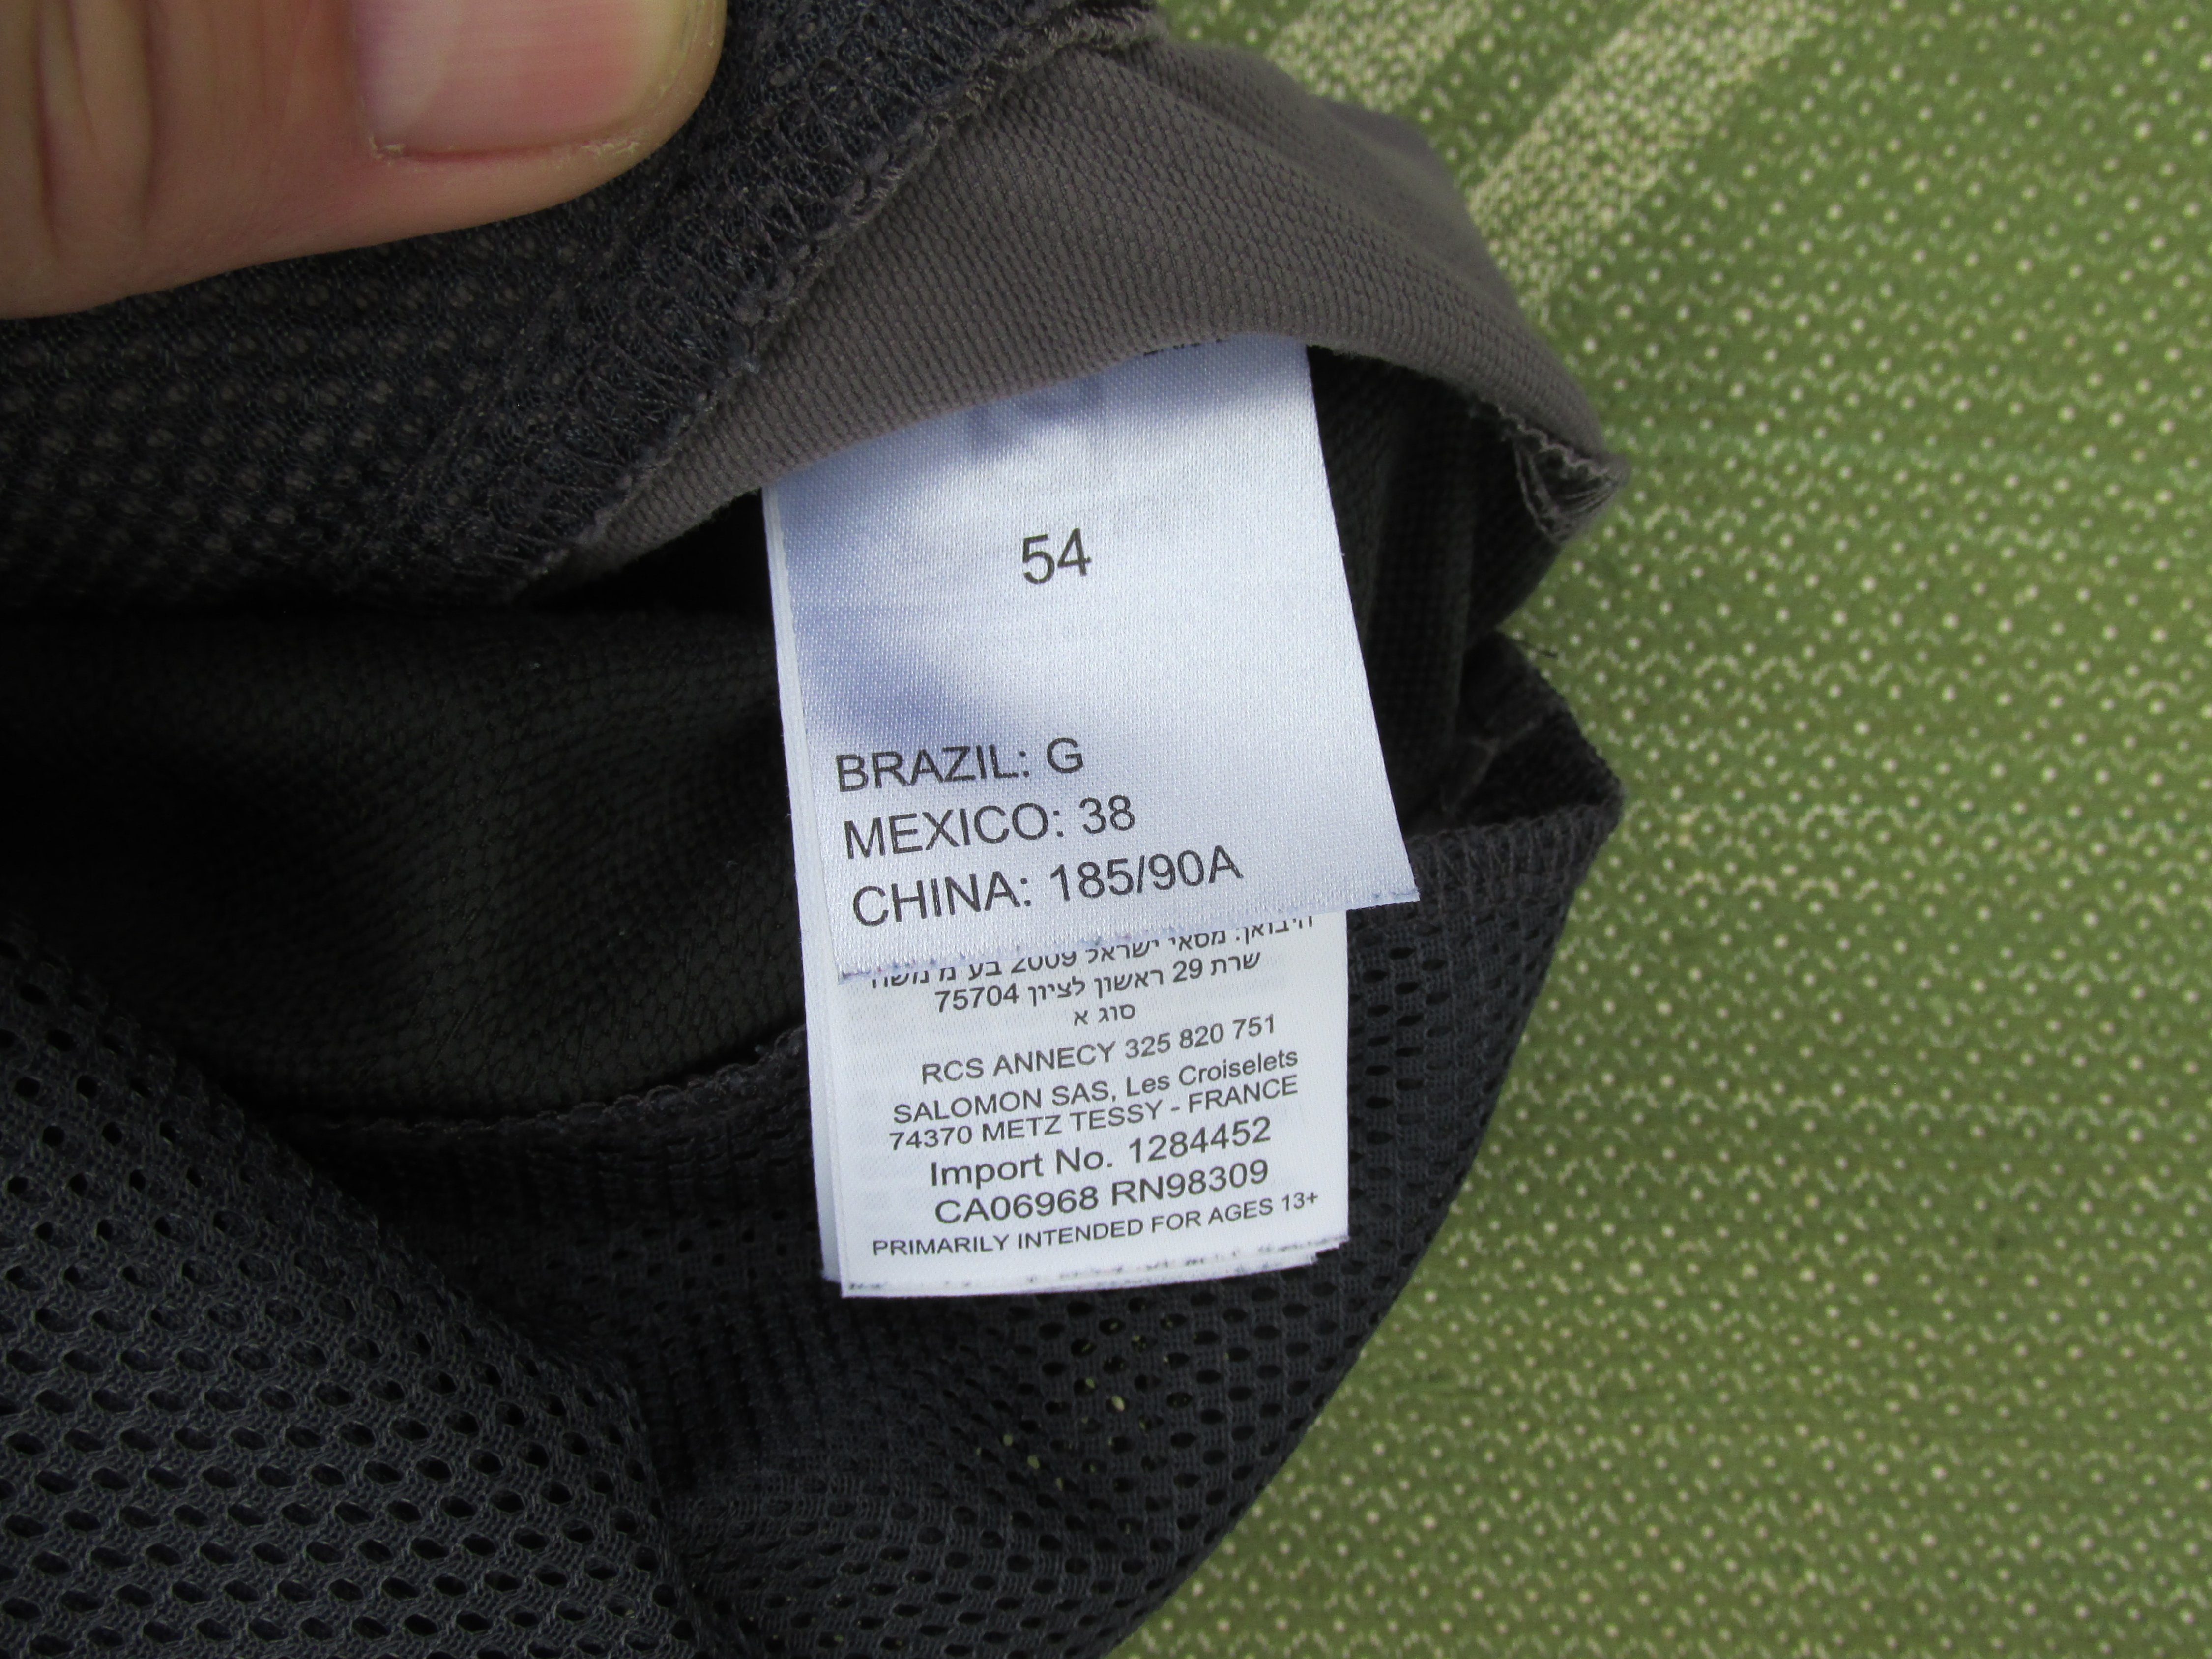 54
BRAZIL: G
MEXICO: 38
CHINA: 185/90A
היבואן: מסאי ישראל 2009 בע מ משה
שרת 29 ראשון לציון 75704
סוג א
RCS ANNECY 325 820 751
SALOMON SAS, Les Croiselets
74370 METZ TESSY - FRANCE
Import No. 1284452
CA06968 RN98309
PRIMARILY INTENDED FOR AGES 13+